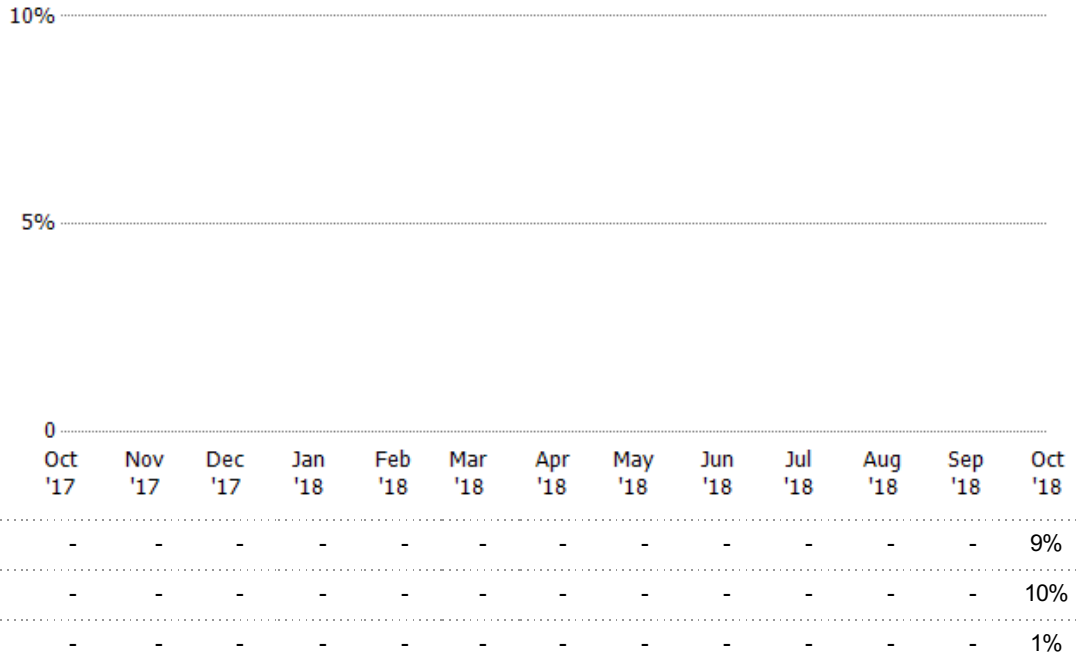 10%
5%
0
Oct Nov Dec Jan Feb Mar Apr May Jun Jul Aug Sep Oct
'17 '17 '17 '18 '18 '18 '18 '18 '18 '18 '18 '18 '18
- - - - - - - - - - - - 9%
- - - - - - - - - - - - 10%
- - - - - - - - - - - - 1%